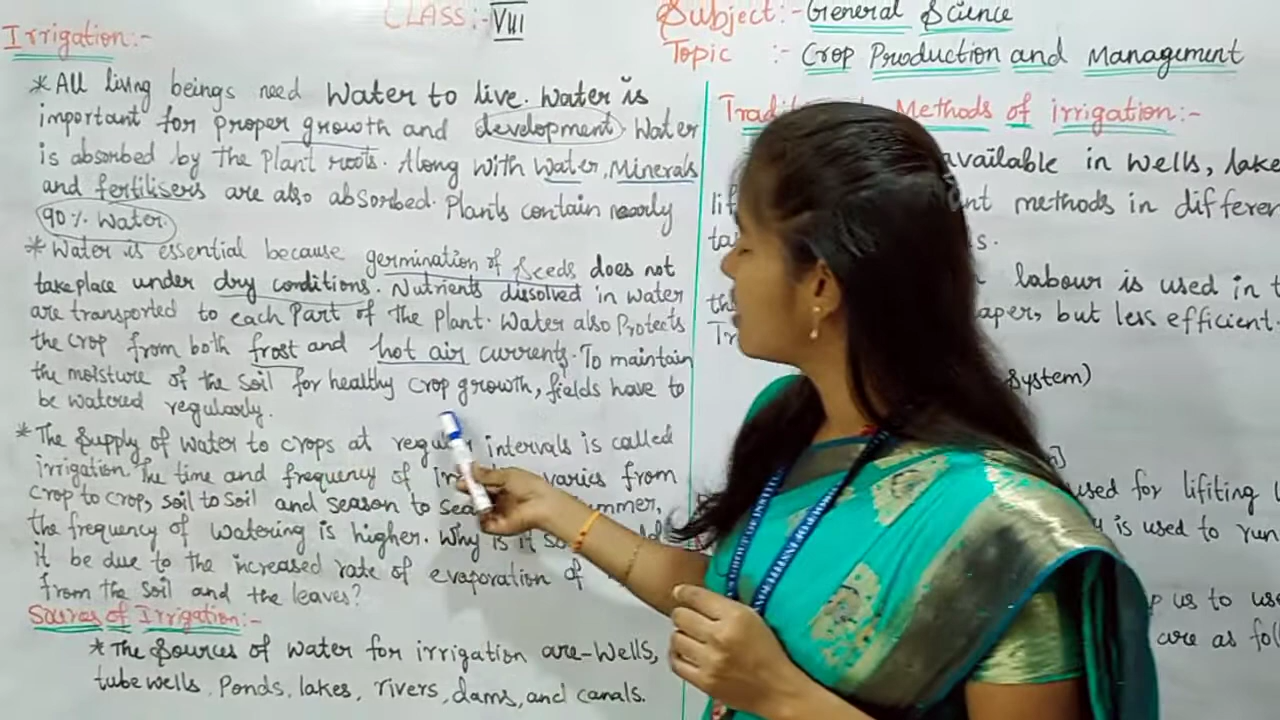 CLASS:- VIII
Subject:- General Science
Topic :- Crop Production and Management
Irrigation:-
*All living beings need Water to live. Water is
important for proper growth and development. Water
is absorbed by the plant roots. Along with Water, Minerals
and fertilisers are also absorbed. Plants contain nearly
90% Water.
*Water is essential because germination of Seeds does not
take place under dry conditions. Nutrients dissolved in water
are transported to each Part of the Plant. Water also Protects
the crop from both frost and hot air currents. To maintain
the moisture of the soil for healthy crop growth, fields have to
be watered regularly.
*The Supply of water to crops at regular intervals is called
irrigation. The time and frequency of varies from
crop to crop, soil to soil and season to
the frequency of watering is higher. Why is it
it be due to the increased rate of evaporation of
from the soil and the leaves?
Sources of Irrigation:-
*The Sources of water for irrigation are-Wells,
tubewells, Ponds, lakes, rivers, dams, and canals.
Methods of irrigation:-
available in wells, lake
methods in differen
labour is used in t
but less efficient.
System)
used for lifiting
is used to run
us to use
are as fol